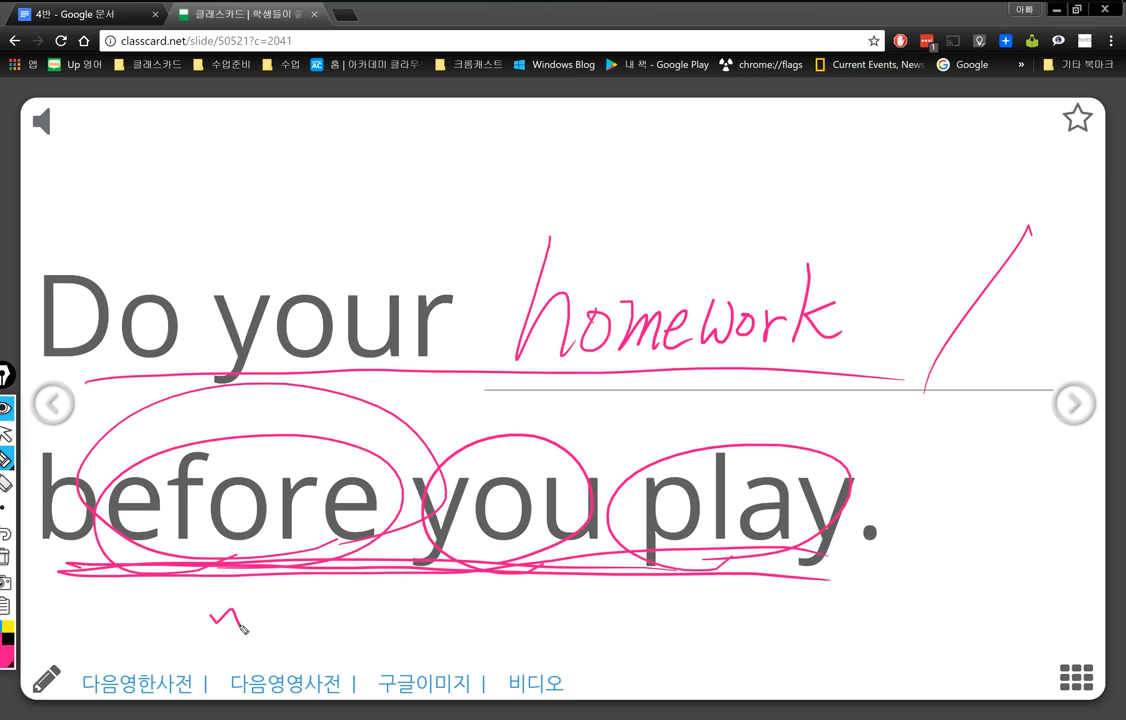 4반 - Google 문서
클래스카드 | 학생들이 즐
아빠
classcard.net/slide/50521?c=2041
1
앱 Up 영어 클래스카드 수업준비 수업 홈 | 아카데미 클라우 크롬캐스트 Windows Blog 내 책 - Google Play chrome://flags Current Events, News Google » 기타 북마크
Do your homework
before you play.
다음영한사전 | 다음영영사전 | 구글이미지 | 비디오